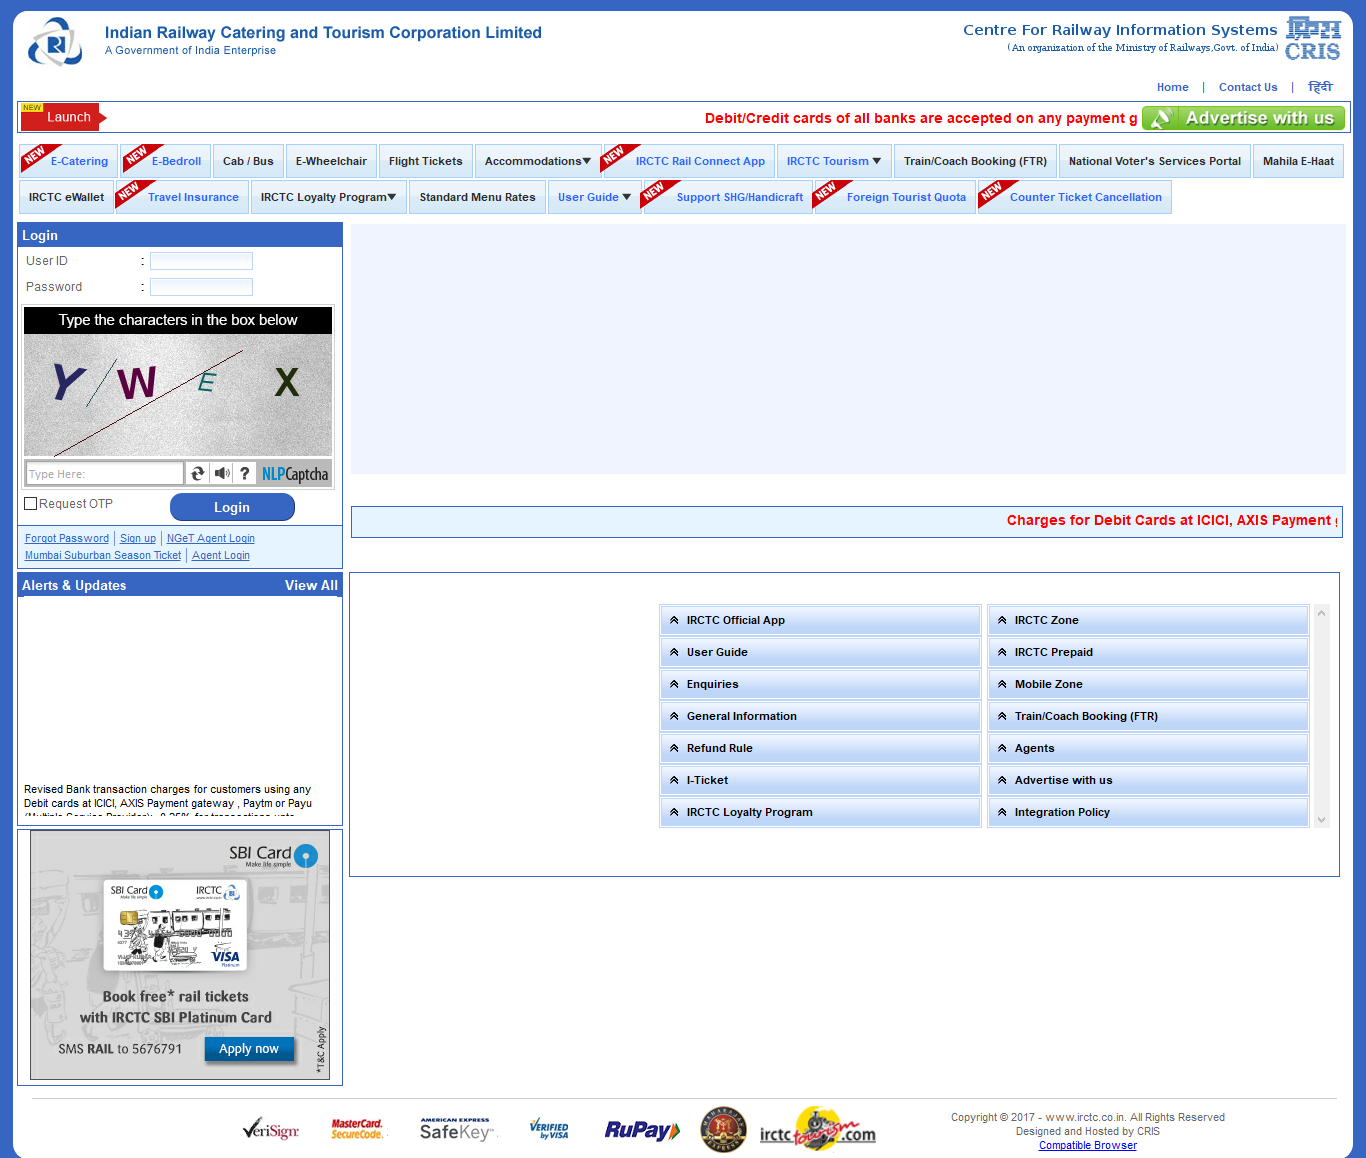 Indian Railway Catering and Tourism Corporation Limited
A Government of India Enterprise
Centre For Railway Information Systems
(An organization of the Ministry of Railways,Govt. of India)
CRIS
Home | Contact Us | हिंदी
NEW
Launch
Debit/Credit cards of all banks are accepted on any payment g
Advertise with us
NEW E-Catering NEW E-Bedroll Cab / Bus E-Wheelchair Flight Tickets Accommodations NEW IRCTC Rail Connect App IRCTC Tourism Train/Coach Booking (FTR) National Voter's Services Portal Mahila E-Haat
IRCTC eWallet NEW Travel Insurance IRCTC Loyalty Program Standard Menu Rates User Guide NEW Support SHG/Handicraft NEW Foreign Tourist Quota NEW Counter Ticket Cancellation
Login
User ID :
Password :
Type the characters in the box below
Y W E X
Type Here: ? NLPCaptcha
Request OTP Login
Forgot Password | Sign up | NGeT Agent Login
Mumbai Suburban Season Ticket | Agent Login
Charges for Debit Cards at ICICI, AXIS Payment
Alerts & Updates View All
Revised Bank transaction charges for customers using any
Debit cards at ICICI, AXIS Payment gateway , Paytm or Payu
IRCTC Official App IRCTC Zone
User Guide IRCTC Prepaid
Enquiries Mobile Zone
General Information Train/Coach Booking (FTR)
Refund Rule Agents
I-Ticket Advertise with us
IRCTC Loyalty Program Integration Policy
SBI Card
Make life simple
SBI Card IRCTC
Make life simple
VISA
Platinum
Book free* rail tickets
with IRCTC SBI Platinum Card
SMS RAIL to 5676791 Apply now
*T&C Apply
VeriSign
MasterCard.
SecureCode.
AMERICAN EXPRESS
SafeKey
VERIFIED
by VISA
RuPay
irctc tourism .com
Copyright © 2017 - www.irctc.co.in. All Rights Reserved
Designed and Hosted by CRIS
Compatible Browser